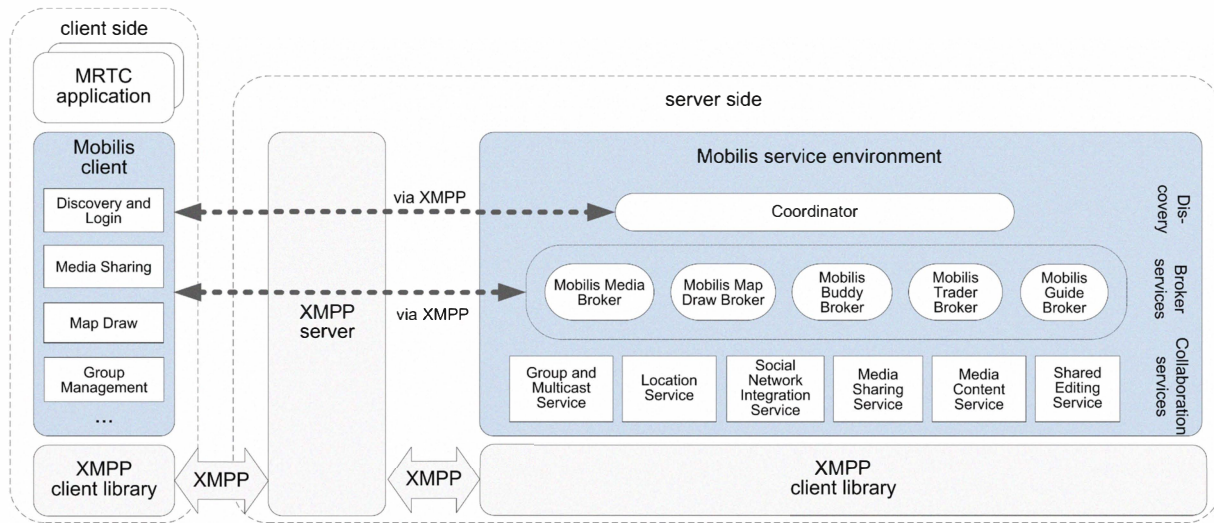 client side
MRTC
application
Mobilis
client
Discovery and
Login
Media Sharing
Map Draw
Group
Management
...
XMPP
client library
XMPP
server side
XMPP
server
via XMPP
via XMPP
XMPP
Mobilis service environment
Coordinator
Dis-
covery
Mobilis Media
Broker
Mobilis Map
Draw Broker
Mobilis
Buddy
Broker
Mobilis
Trader
Broker
Mobilis
Guide
Broker
Broker
services
Group and
Multicast
Service
Location
Service
Social
Network
Integration
Service
Media
Sharing
Service
Media
Content
Service
Shared
Editing
Service
Collaboration
services
XMPP
client library